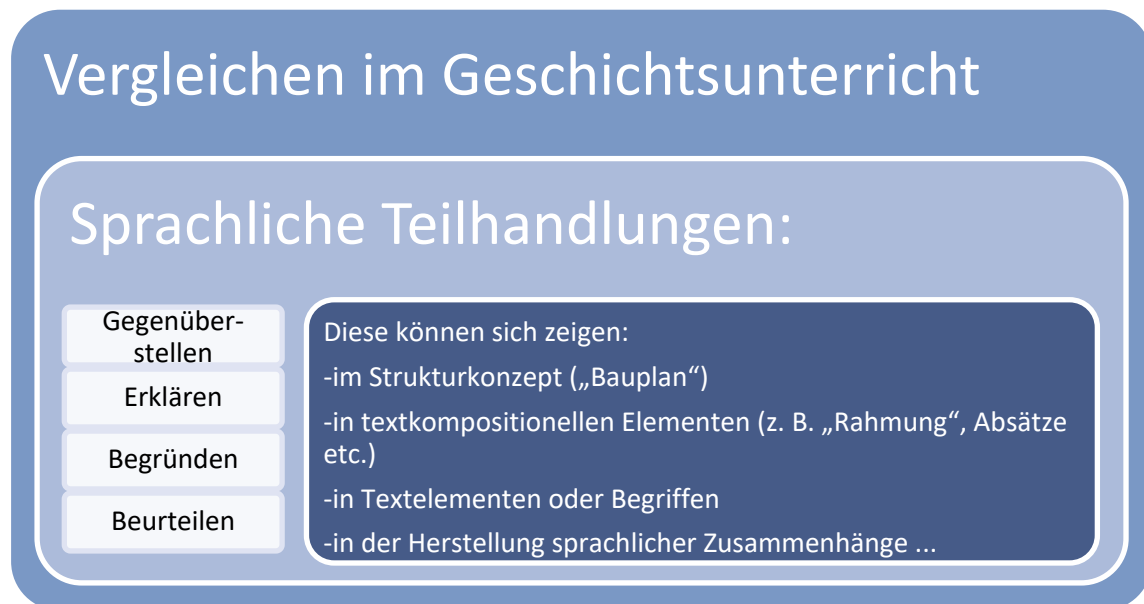 Vergleichen im Geschichtsunterricht
Sprachliche Teilhandlungen:
Gegenüber-
stellen
Erklären
Begründen
Beurteilen
Diese können sich zeigen:
-im Strukturkonzept („Bauplan“)
-in textkompositionellen Elementen (z. B. „Rahmung“, Absätze
etc.)
-in Textelementen oder Begriffen
-in der Herstellung sprachlicher Zusammenhänge ...